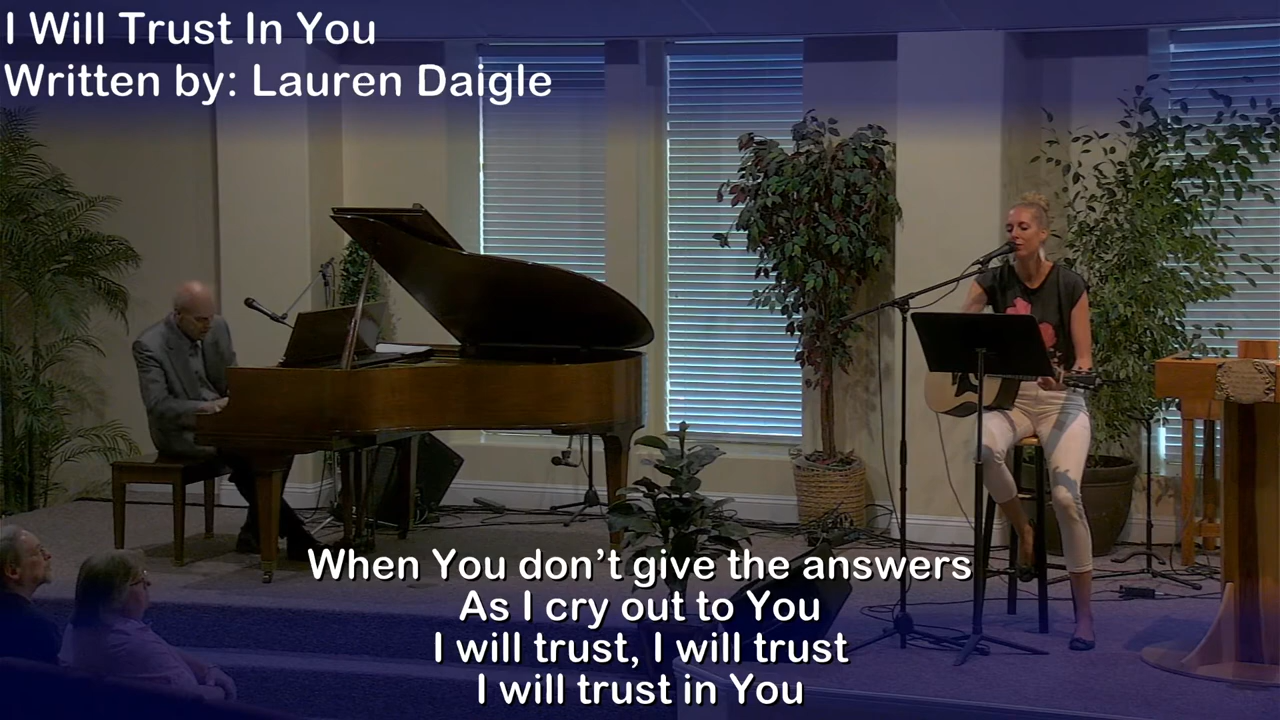 I Will Trust In You
Written by: Lauren Daigle
When You don’t give the answers
As I cry out to You
I will trust, I will trust
I will trust in You